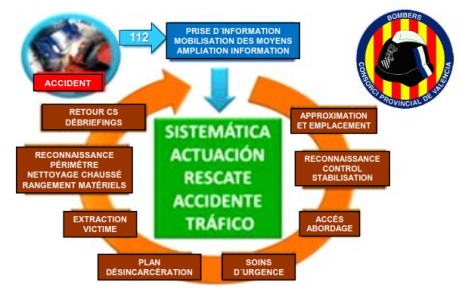 112
PRISE D´INFORMATION
MOBILISATION DES MOYENS
AMPLIATION INFORMATION
ACCIDENT
BOMBERS
CONSORCI PROVINCIAL DE VALENCIA
RETOUR CS
DÉBRIEFINGS
APPROXIMATION
ET EMPLACEMENT
SISTEMÁTICA
ACTUACIÓN
RESCATE
ACCIDENTE
TRÁFICO
RECONNAISSANCE
PÉRIMÉTRE
NETTOYAGE CHAUSSÉ
RANGEMENT MATÉRIELS
RECONNAISSANCE
CONTROL
STABILISATION
EXTRACTION
VICTIME
ACCÉS
ABORDAGE
PLAN
DÉSINCARCÉRATION
SOINS
D´URGENCE